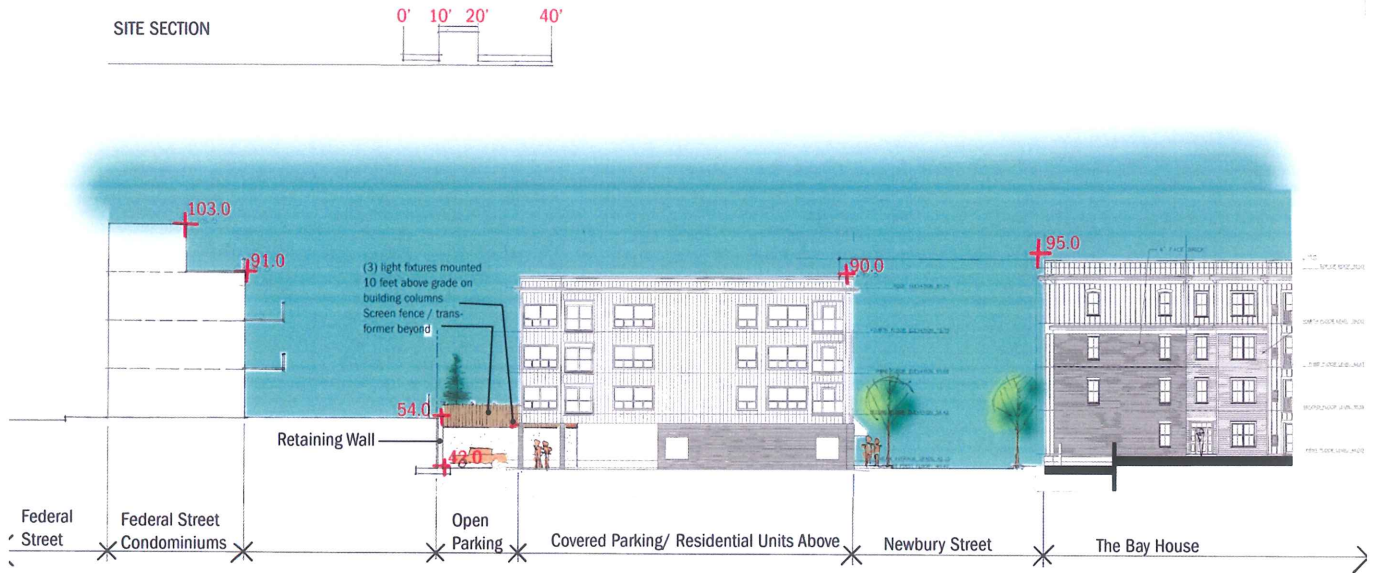 SITE SECTION
0' 10' 20' 40'
103.0
91.0
(3) light fixtures mounted
10 feet above grade on
building columns
Screen fence / trans-
former beyond
90.0
95.0
54.0
Retaining Wall
42.0
Federal
Street
Federal Street
Condominiums
Open
Parking
Covered Parking/ Residential Units Above
Newbury Street
The Bay House